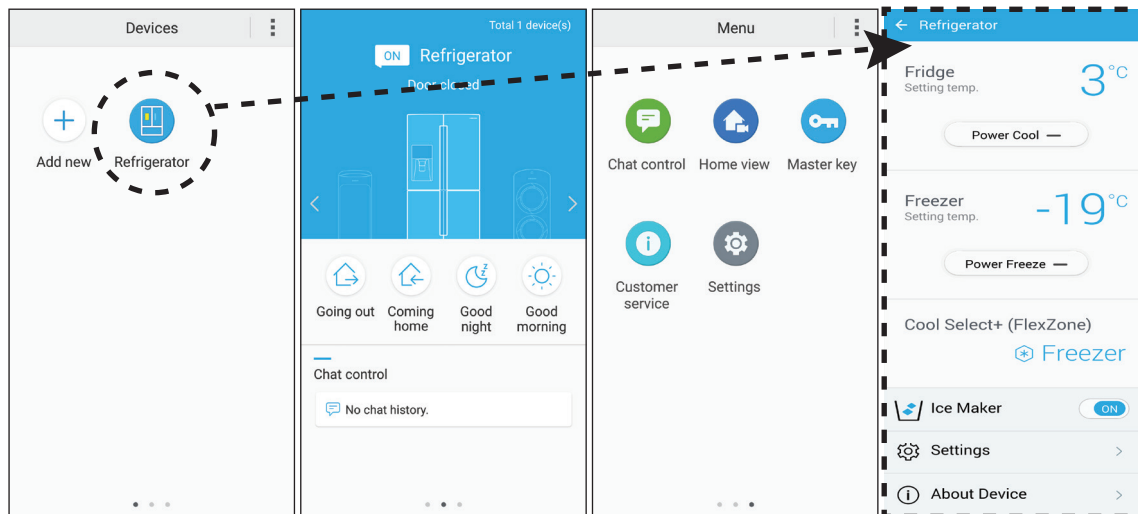 Devices
Add new
Refrigerator
Total 1 device(s)
ON Refrigerator
Door closed
Going out
Coming
home
Good
night
Good
morning
Chat control
No chat history.
Menu
Chat control
Home view
Master key
Customer
service
Settings
Refrigerator
Fridge
Setting temp.
3°C
Power Cool —
Freezer
Setting temp.
-19°C
Power Freeze —
Cool Select+ (FlexZone)
Freezer
Ice Maker
ON
Settings
About Device